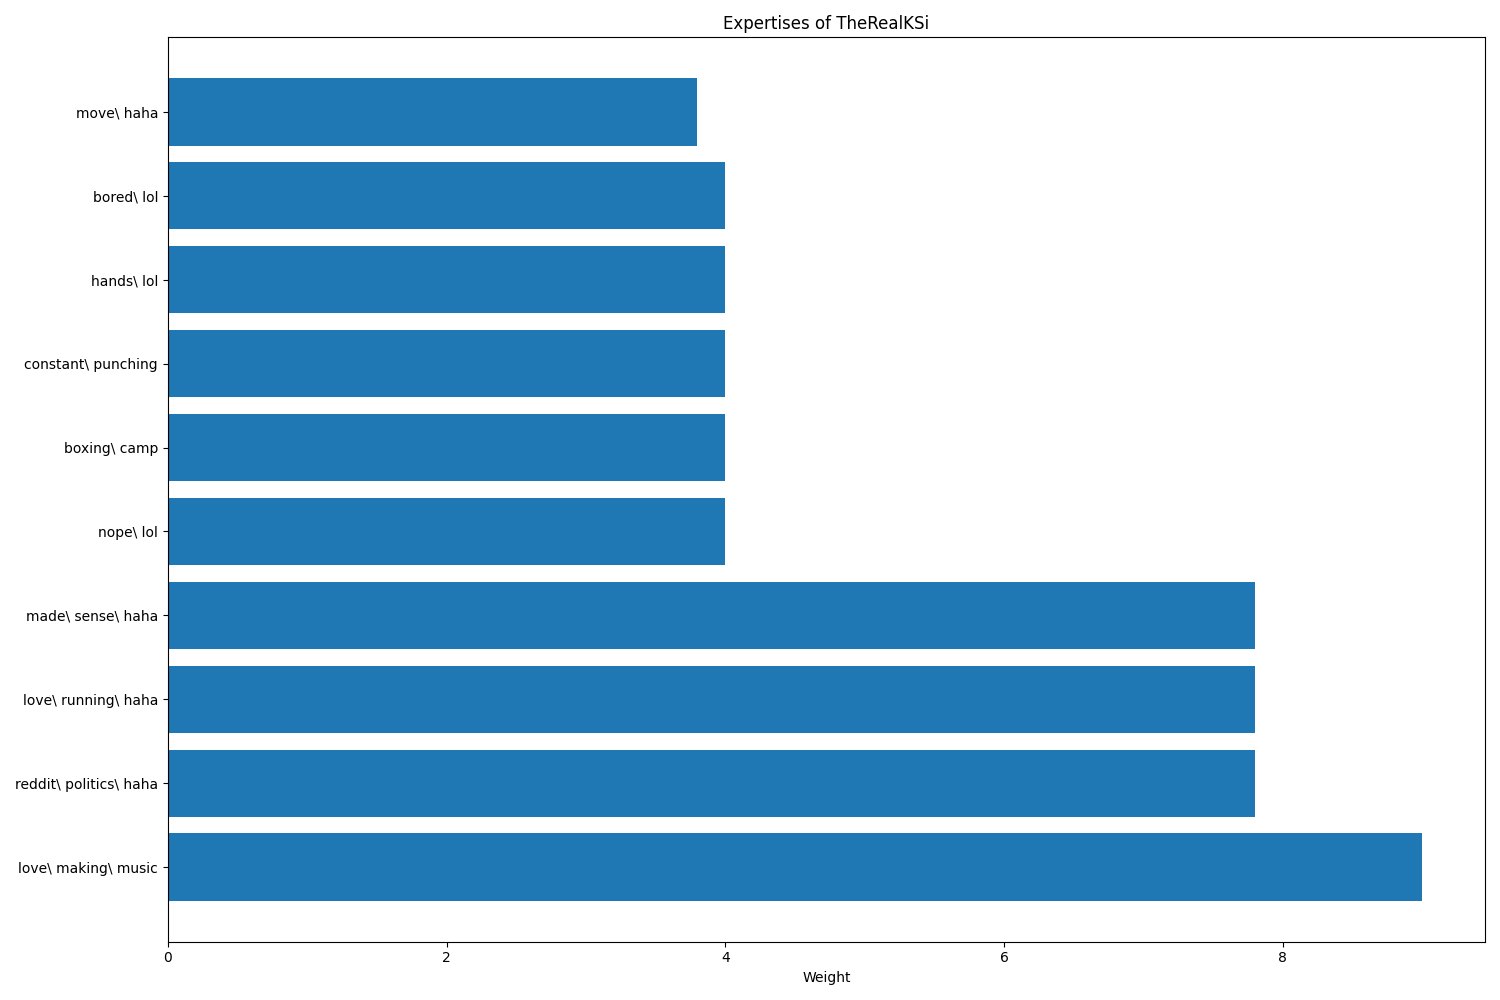 Expertises of TheRealKSi
move\ haha
bored\ lol
hands\ lol
constant\ punching
boxing\ camp
nope\ lol
made\ sense\ haha
love\ running\ haha
reddit\ politics\ haha
love\ making\ music
0 2 4 6 8
Weight